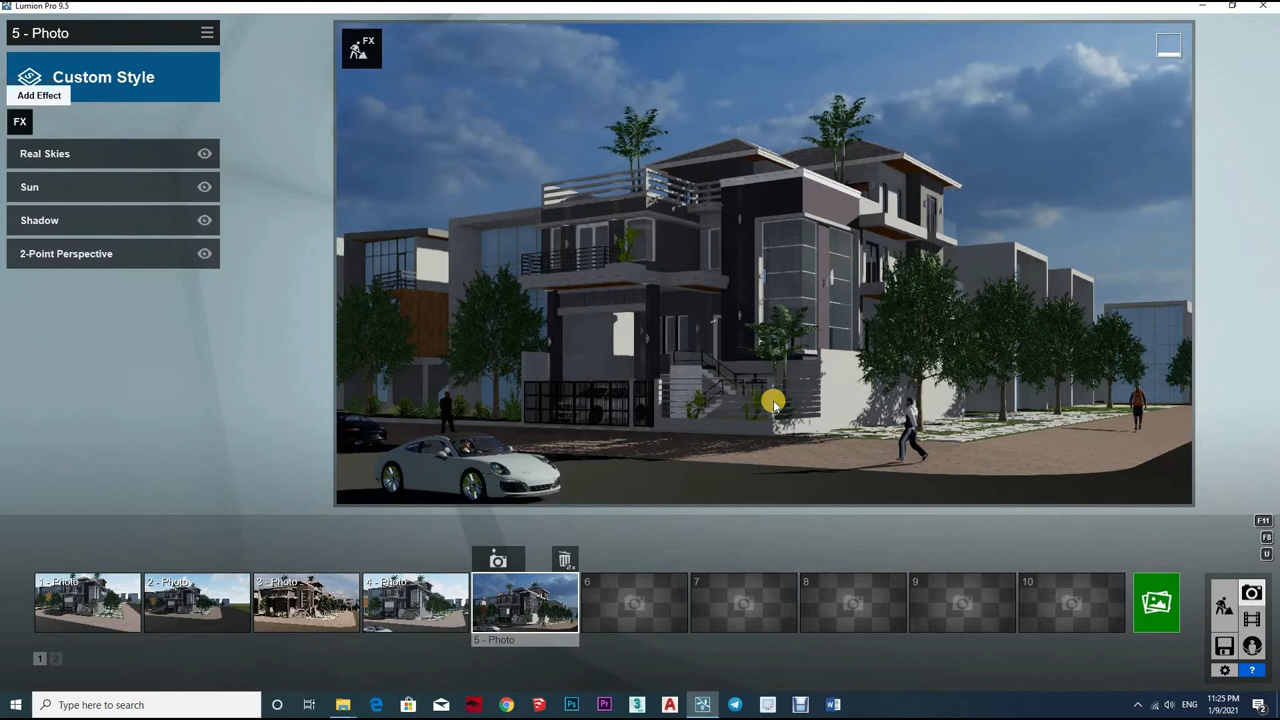 Lumion Pro 9.5
5 - Photo
Custom Style
Add Effect
FX
Real Skies
Sun
Shadow
2-Point Perspective
FX
F11
F8
U
1 - Photo
2 - Photo
3 - Photo
4 - Photo
6
7
8
9
10
5 - Photo
1
2
?
Type here to search
ENG
11:25 PM
1/9/2021
2